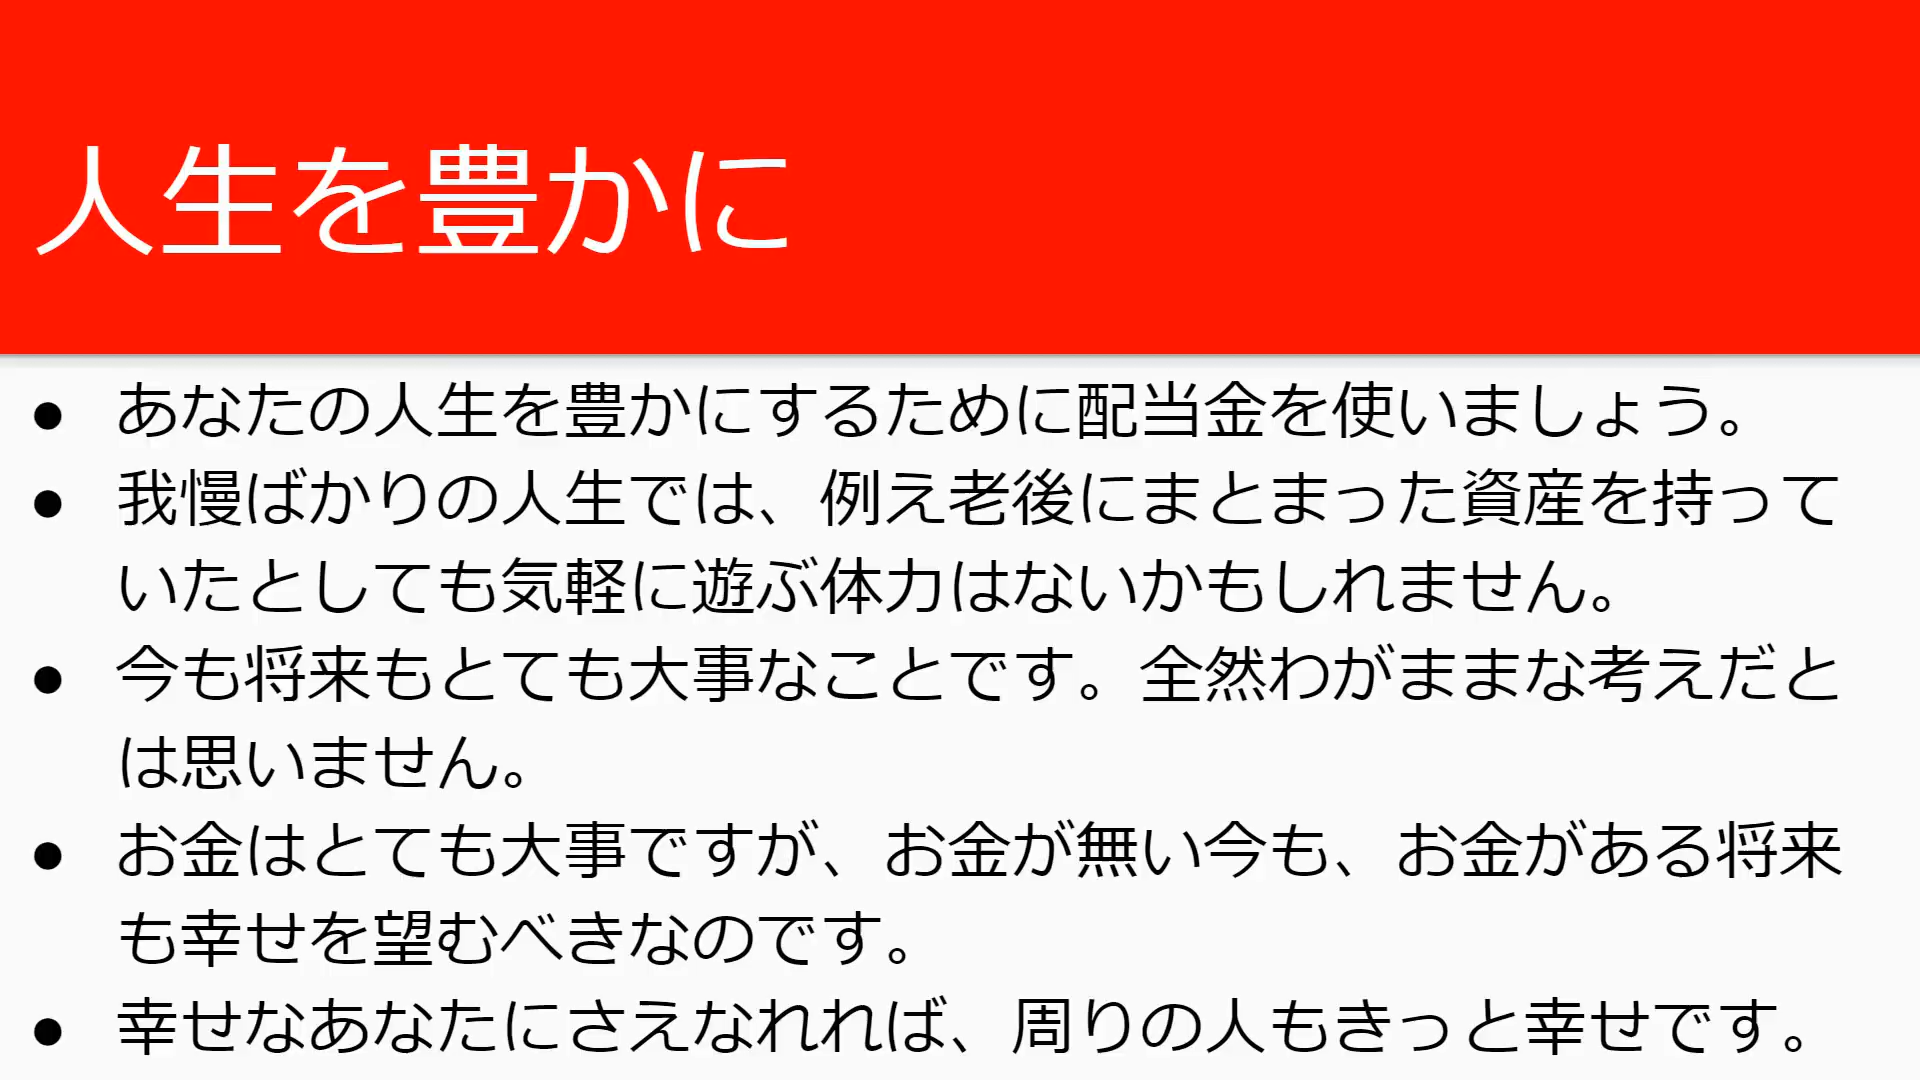 人生を豊かに
● あなたの人生を豊かにするために配当金を使いましょう。
● 我慢ばかりの人生では、例え老後にまとまった資産を持って
いたとしても気軽に遊ぶ体力はないかもしれません。
● 今も将来もとても大事なことです。全然わがままな考えだと
は思いません。
● お金はとても大事ですが、お金が無い今も、お金がある将来
も幸せを望むべきなのです。
● 幸せなあなたにさえなれれば、周りの人もきっと幸せです。